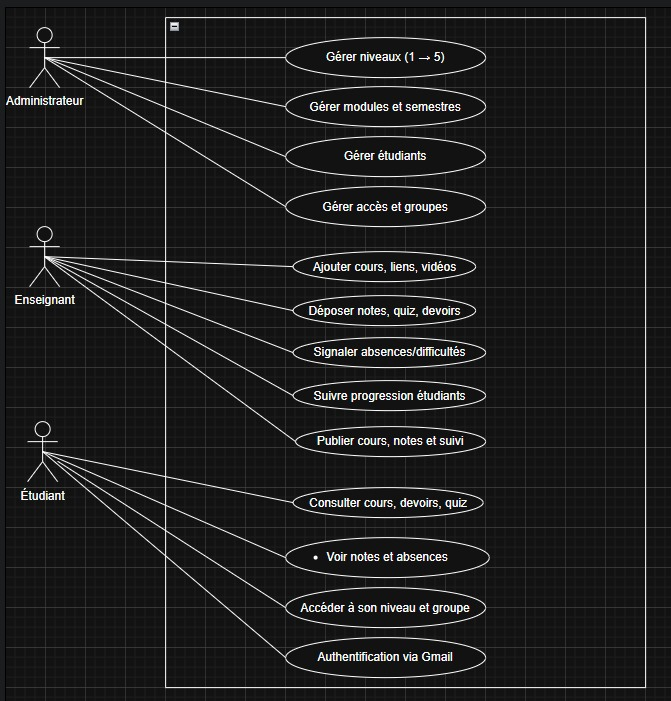 Administrateur
Gérer niveaux (1 → 5)
Gérer modules et semestres
Gérer étudiants
Gérer accès et groupes
Enseignant
Ajouter cours, liens, vidéos
Déposer notes, quiz, devoirs
Signaler absences/difficultés
Suivre progression étudiants
Publier cours, notes et suivi
Étudiant
Consulter cours, devoirs, quiz
• Voir notes et absences
Accéder à son niveau et groupe
Authentification via Gmail